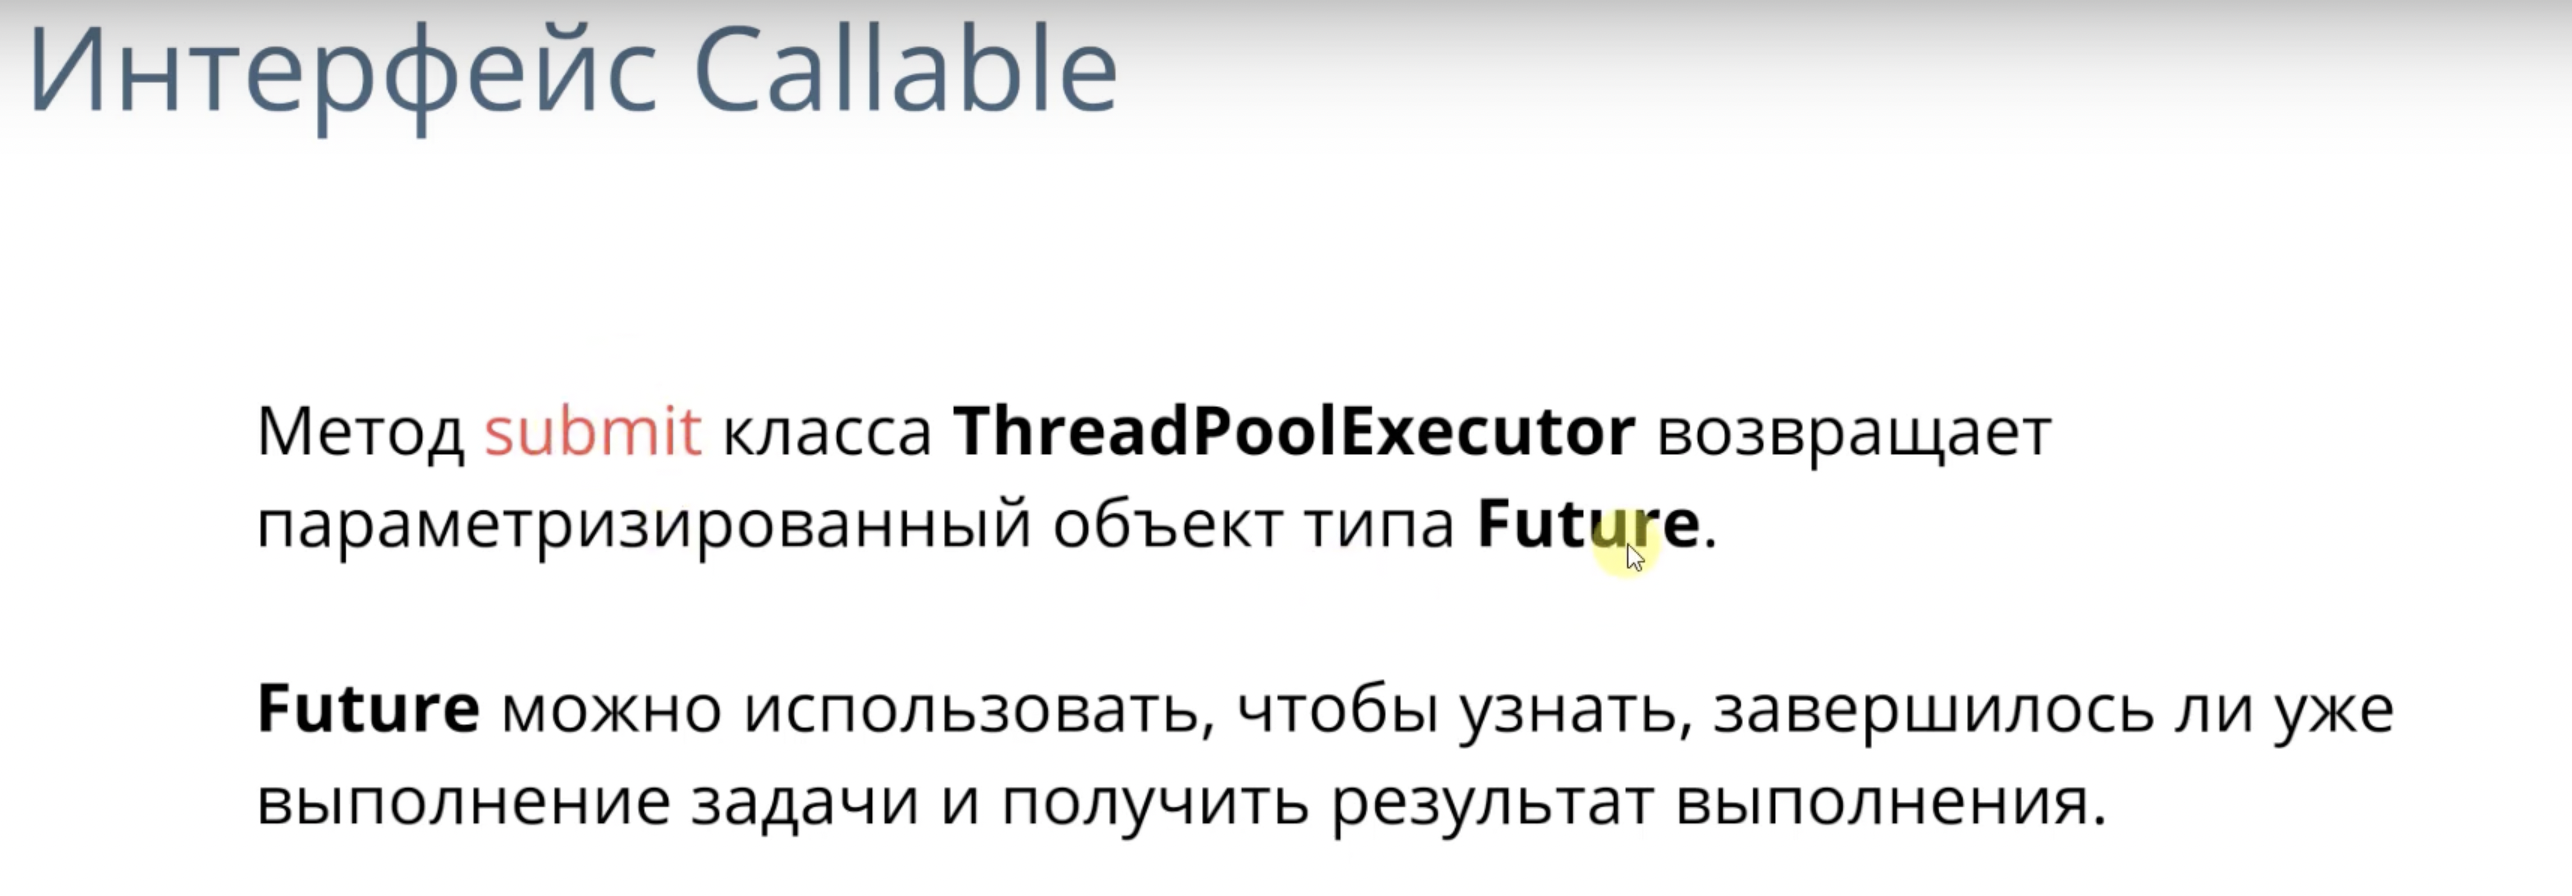 Интерфейс Callable
Метод submit класса ThreadPoolExecutor возвращает
параметризированный объект типа Future.
Future можно использовать, чтобы узнать, завершилось ли уже
выполнение задачи и получить результат выполнения.